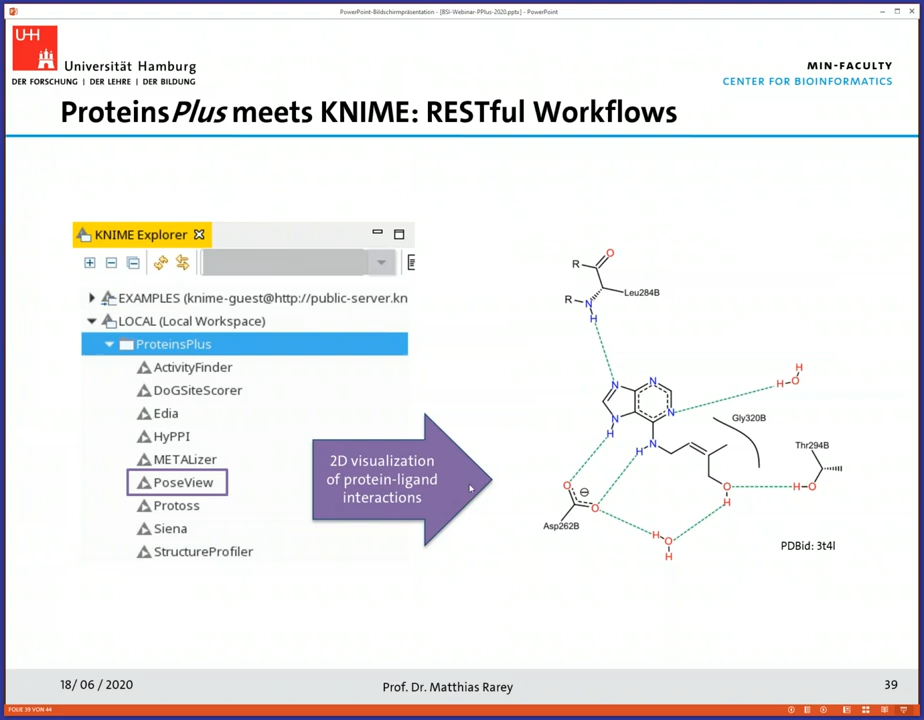 PowerPoint-Bildschirmpräsentation - [BSI-Webinar-PPlus-2020.pptx] - PowerPoint
UHH
Universität Hamburg
DER FORSCHUNG | DER LEHRE | DER BILDUNG
MIN-FACULTY
CENTER FOR BIOINFORMATICS
ProteinsPlus meets KNIME: RESTful Workflows
KNIME Explorer
EXAMPLES (knime-guest@http://public-server.kn
LOCAL (Local Workspace)
ProteinsPlus
ActivityFinder
DoGSiteScorer
Edia
HyPPI
METALizer
PoseView
Protoss
Siena
StructureProfiler
2D visualization
of protein-ligand
interactions
R
O
R
N
H
Leu284B
N
N
N
N
H
N
H
H
H
O
Gly320B
Thr294B
O
H
H
O
O
O
Asp262B
H
O
H
PDBid: 3t4l
18/ 06 / 2020
Prof. Dr. Matthias Rarey
39
FOLIE 39 VON 44